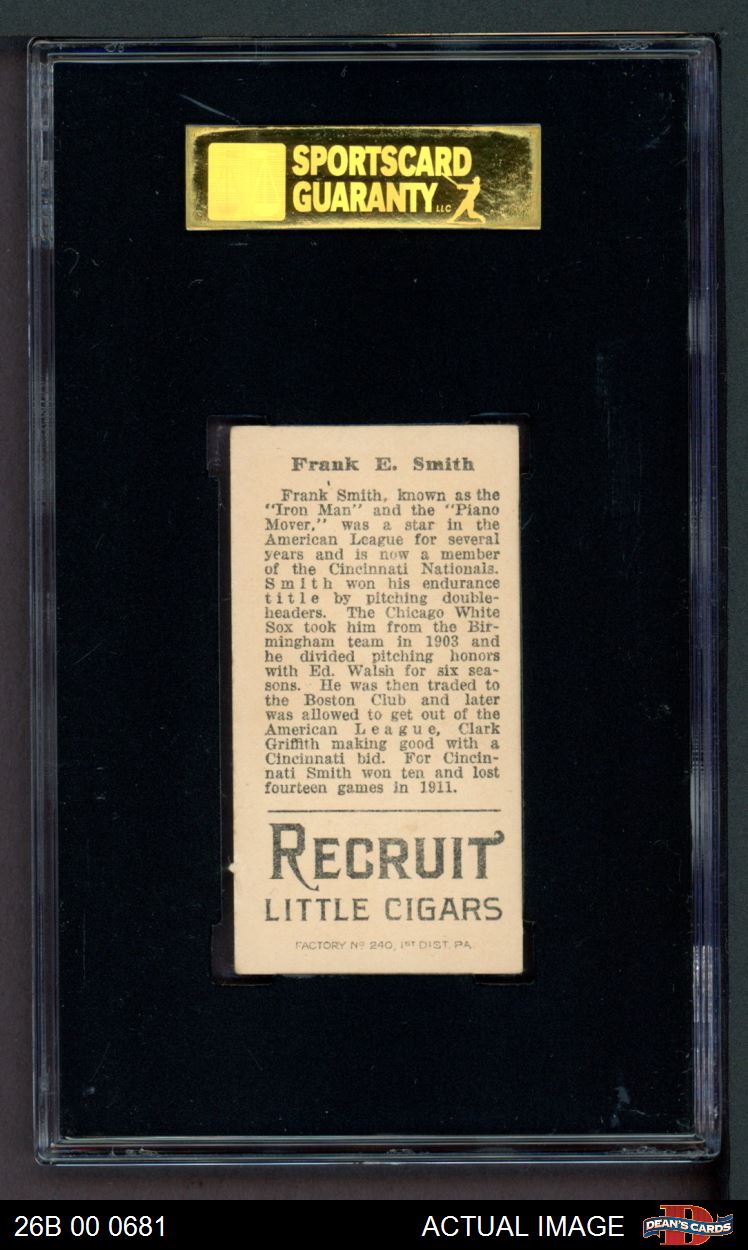 SPORTSCARD
GUARANTY LLC
Frank E. Smith
Frank Smith, known as the
"Iron Man" and the "Piano
Mover," was a star in the
American League for several
years and is now a member
of the Cincinnati Nationals.
Smith won his endurance
title by pitching double-
headers. The Chicago White
Sox took him from the Bir-
mingham team in 1903 and
he divided pitching honors
with Ed. Walsh for six sea-
sons. He was then traded to
the Boston Club and later
was allowed to get out of the
American League, Clark
Griffith making good with a
Cincinnati bid. For Cincin-
nati Smith won ten and lost
fourteen games in 1911.
RECRUIT
LITTLE CIGARS
FACTORY Nº 240, 1ST DIST. PA.
26B 00 0681
ACTUAL IMAGE
DEAN'S CARDS